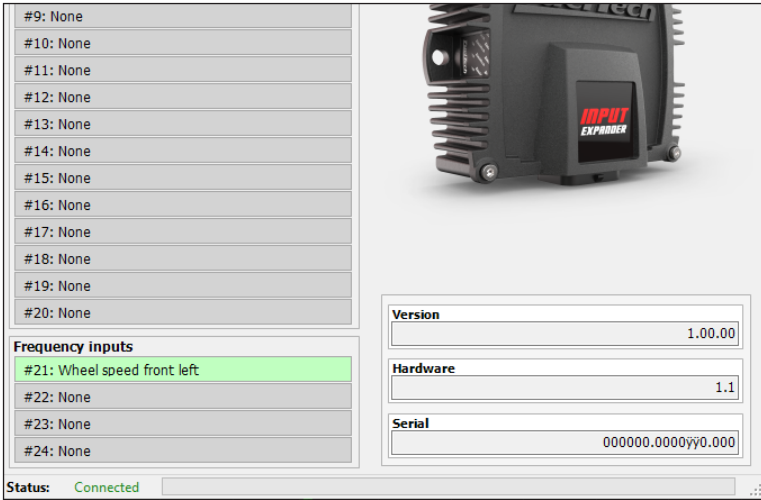 #9: None
#10: None
#11: None
#12: None
#13: None
#14: None
#15: None
#16: None
#17: None
#18: None
#19: None
#20: None
Frequency inputs
#21: Wheel speed front left
#22: None
#23: None
#24: None
INPUT
EXPANDER
Version
1.00.00
Hardware
1.1
Serial
000000.0000ÿÿ0.000
Status: Connected